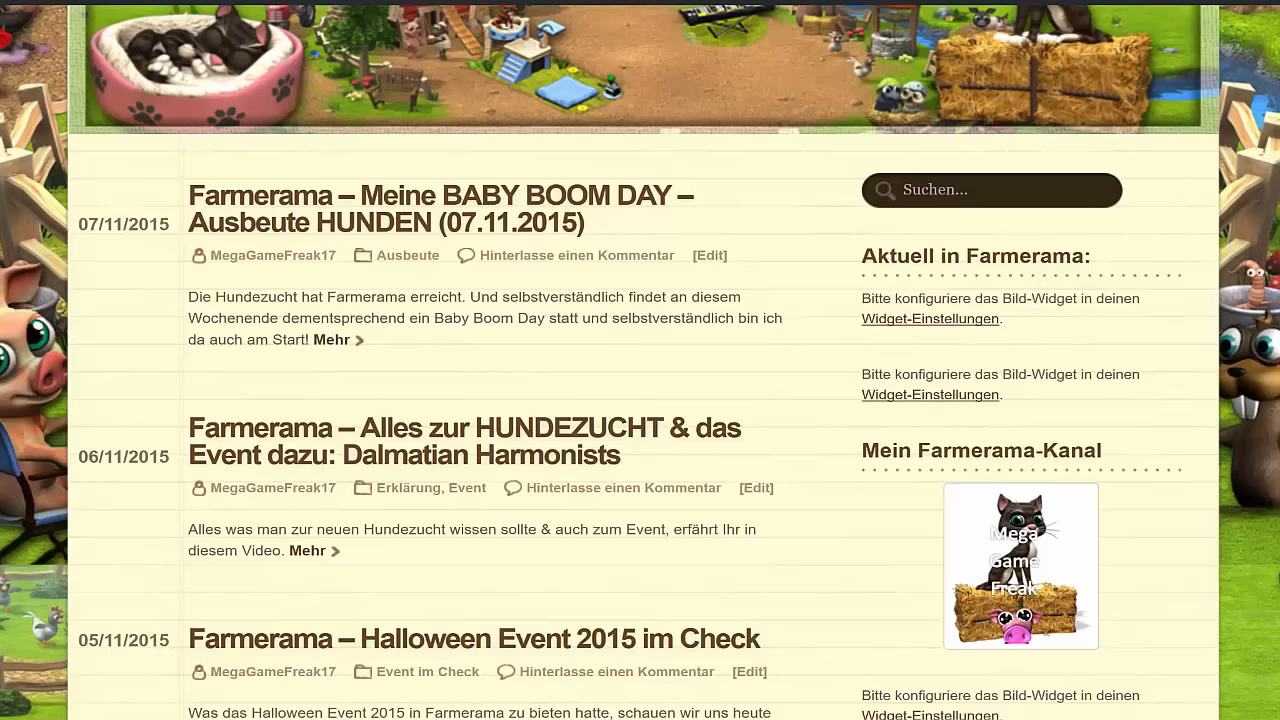 Farmerama – Meine BABY BOOM DAY –
Ausbeute HUNDEN (07.11.2015)
07/11/2015
MegaGameFreak17 Ausbeute Hinterlasse einen Kommentar [Edit]
Die Hundezucht hat Farmerama erreicht. Und selbstverständlich findet an diesem
Wochenende dementsprechend ein Baby Boom Day statt und selbstverständlich bin ich
da auch am Start! Mehr
Farmerama – Alles zur HUNDEZUCHT & das
Event dazu: Dalmatian Harmonists
06/11/2015
MegaGameFreak17 Erklärung, Event Hinterlasse einen Kommentar [Edit]
Alles was man zur neuen Hundezucht wissen sollte & auch zum Event, erfährt Ihr in
diesem Video. Mehr
05/11/2015
Farmerama – Halloween Event 2015 im Check
MegaGameFreak17 Event im Check Hinterlasse einen Kommentar [Edit]
Was das Halloween Event 2015 in Farmerama zu bieten hatte, schauen wir uns heute
Suchen...
Aktuell in Farmerama:
Bitte konfiguriere das Bild-Widget in deinen
Widget-Einstellungen.
Bitte konfiguriere das Bild-Widget in deinen
Widget-Einstellungen.
Mein Farmerama-Kanal
Mega
Game
Freak
Bitte konfiguriere das Bild-Widget in deinen
Widget-Einstellungen.